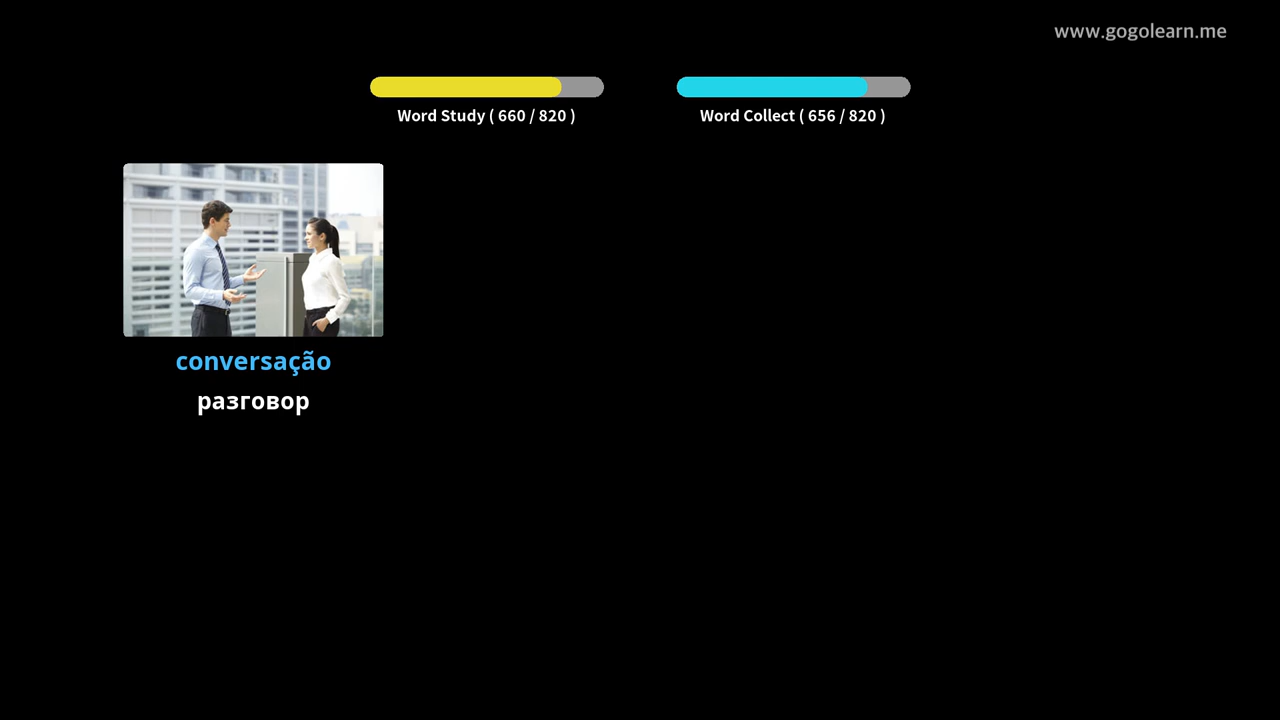 www.gogolearn.me
Word Study ( 660 / 820 )
Word Collect ( 656 / 820 )
conversação
разговор